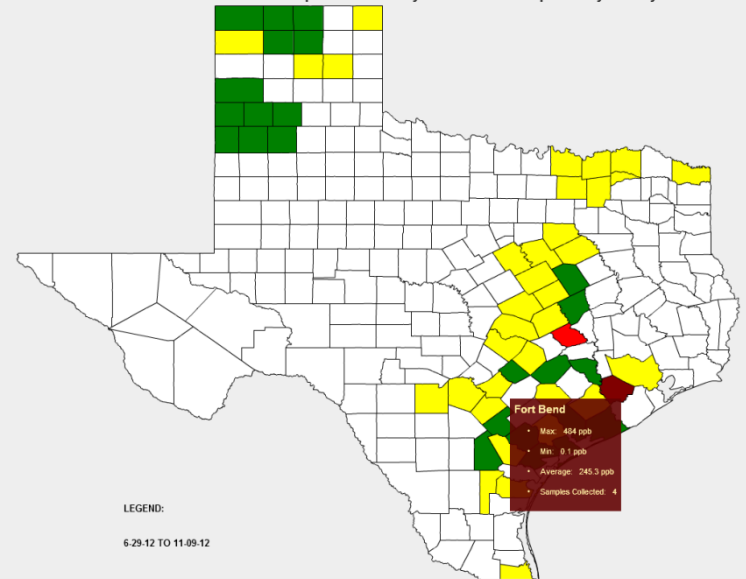 Fort Bend
• Max: 484 ppb
• Min: 0.1 ppb
• Average: 245.3 ppb
• Samples Collected: 4
LEGEND:
6-29-12 TO 11-09-12